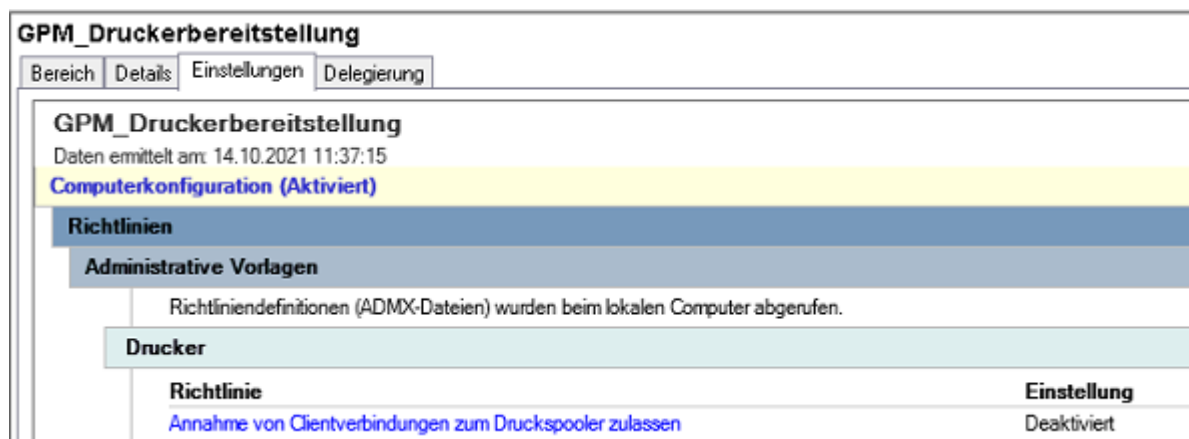 GPM_Druckerbereitstellung
Bereich Details Einstellungen Delegierung
GPM_Druckerbereitstellung
Daten ermittelt am: 14.10.2021 11:37:15
Computerkonfiguration (Aktiviert)
Richtlinien
Administrative Vorlagen
Richtliniendefinitionen (ADMX-Dateien) wurden beim lokalen Computer abgerufen.
Drucker
Richtlinie Einstellung
Annahme von Clientverbindungen zum Druckspooler zulassen Deaktiviert